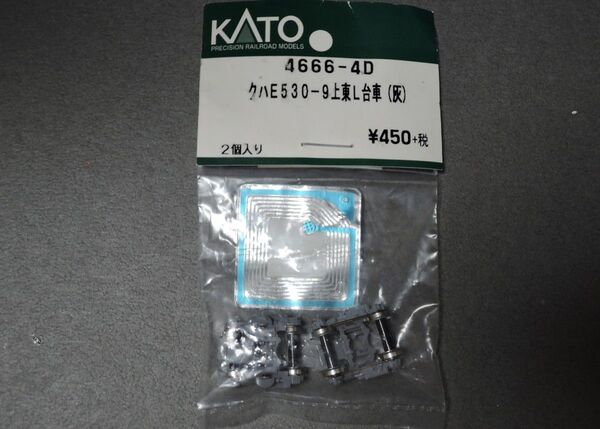 KATO
PRECISION RAILROAD MODELS
4666-4D
クハE530-9上東L台車(灰)
¥450+税
2個入り